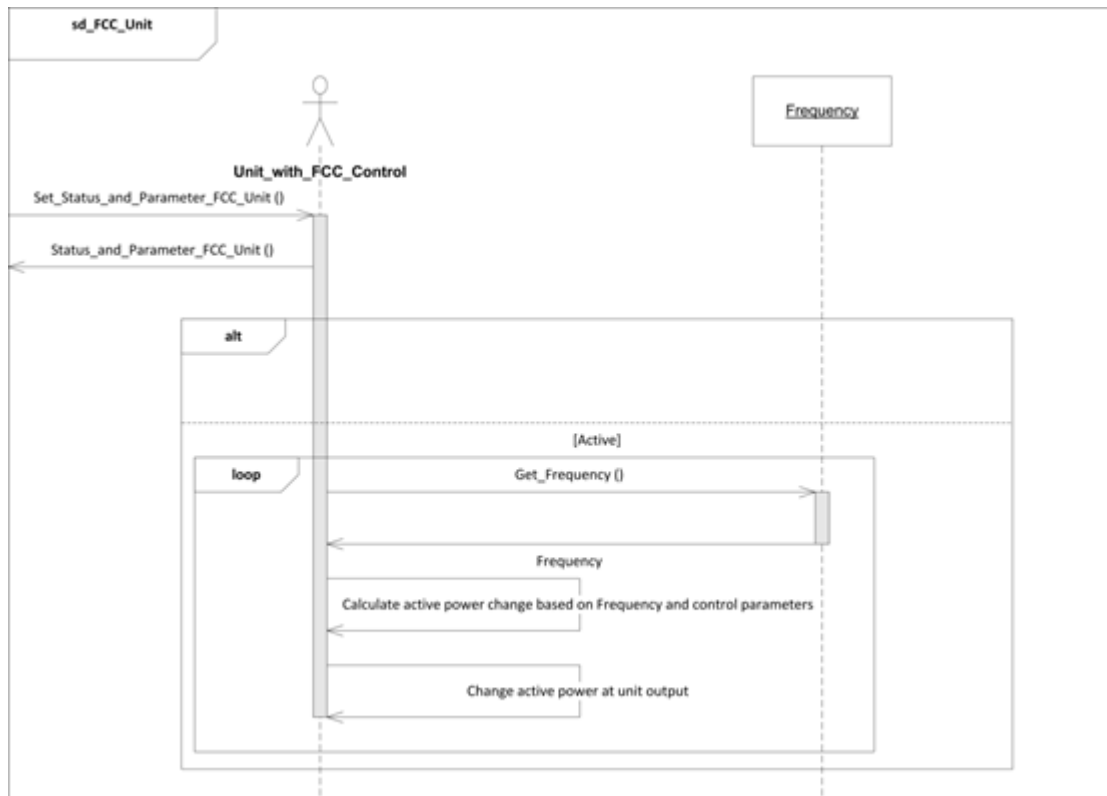 sd_FCC_Unit
Unit_with_FCC_Control
Frequency
Set_Status_and_Parameter_FCC_Unit ()
Status_and_Parameter_FCC_Unit ()
alt
[Active]
loop
Get_Frequency ()
Frequency
Calculate active power change based on Frequency and control parameters
Change active power at unit output